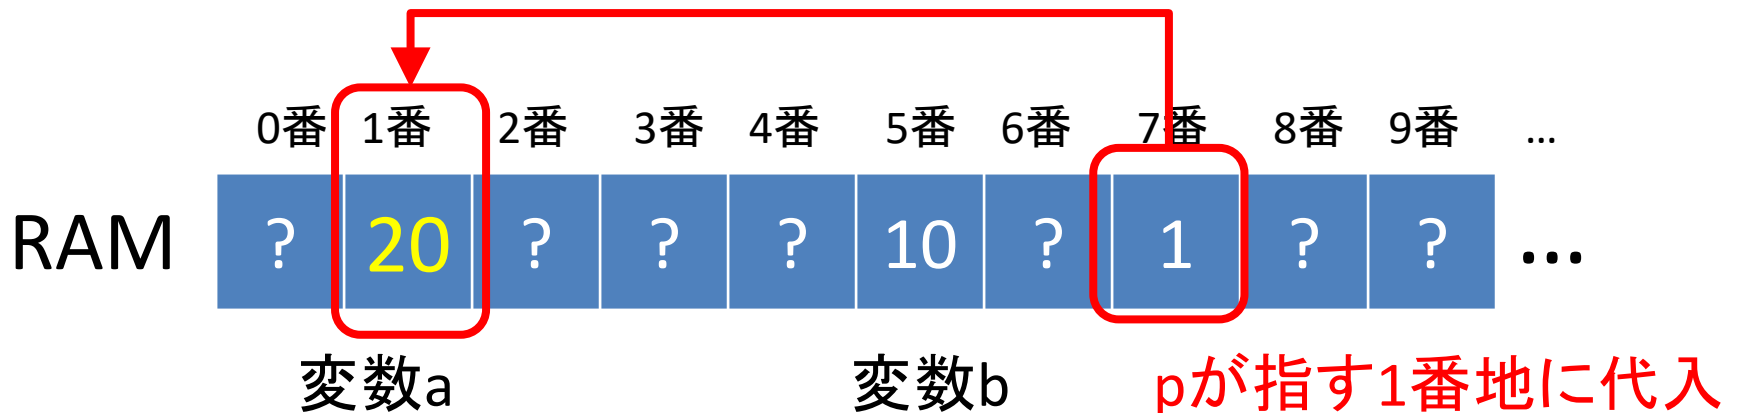 0番 1番 2番 3番 4番 5番 6番 7番 8番 9番 ...
RAM ? 20 ? ? ? 10 ? 1 ? ? ...
変数a 変数b pが指す1番地に代入